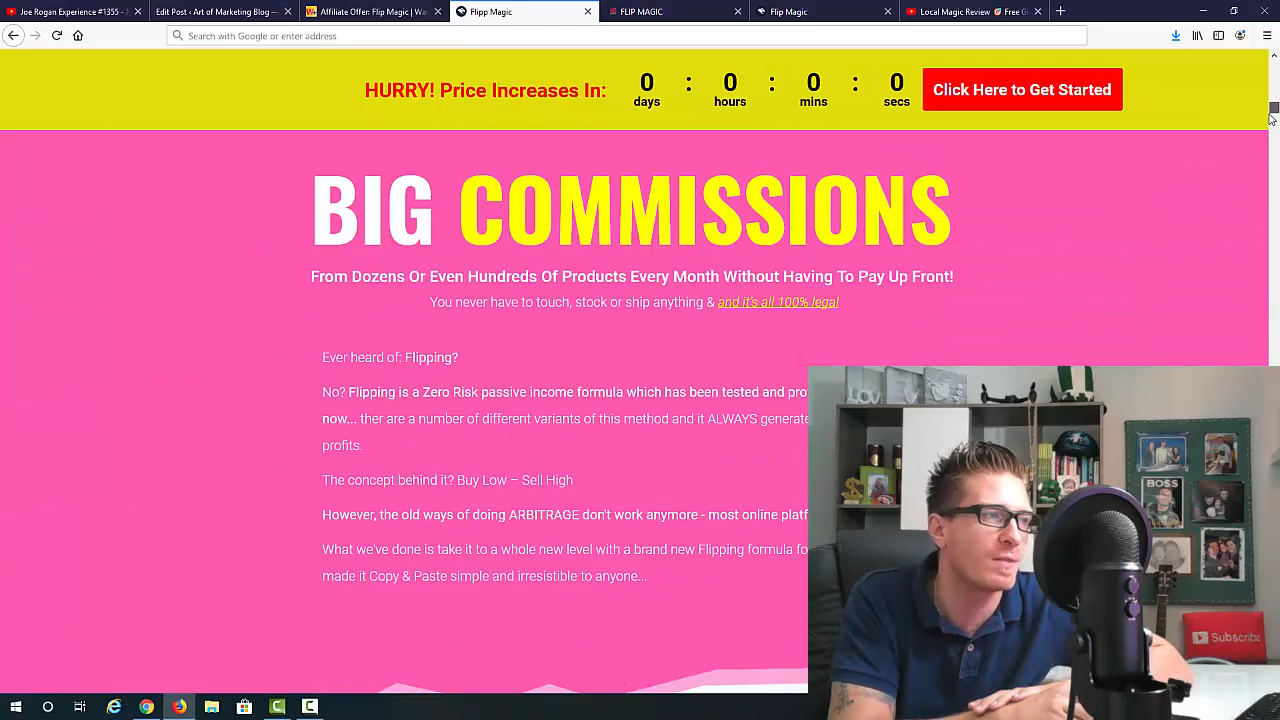 Joe Rogan Experience #1355 - M
Edit Post ‹ Art of Marketing Blog —
Affiliate Offer: Flip Magic | Wa
Flipp Magic
FLIP MAGIC
Flip Magic
Local Magic Review
Free Gi
Search with Google or enter address
HURRY! Price Increases In:
0 : 0 : 0 : 0
days hours mins secs
Click Here to Get Started
BIG COMMISSIONS
From Dozens Or Even Hundreds Of Products Every Month Without Having To Pay Up Front!
You never have to touch, stock or ship anything & and it's all 100% legal
Ever heard of: Flipping?
No? Flipping is a Zero Risk passive income formula which has been tested and pro
now... ther are a number of different variants of this method and it ALWAYS generate
profits.
The concept behind it? Buy Low – Sell High
However, the old ways of doing ARBITRAGE don't work anymore - most online platf
What we've done is take it to a whole new level with a brand new Flipping formula fo
made it Copy & Paste simple and irresistible to anyone...
BOSS
Subscribe